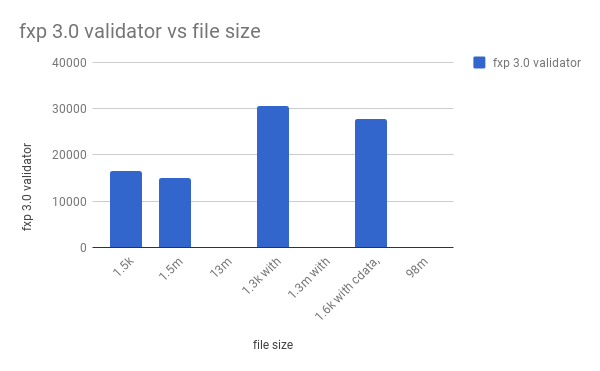 fxp 3.0 validator vs file size
fxp 3.0 validator
40000
30000
20000
10000
0
fxp 3.0 validator
1.5k
1.5m
13m
1.3k with
1.3m with
1.6k with cdata,
98m
file size